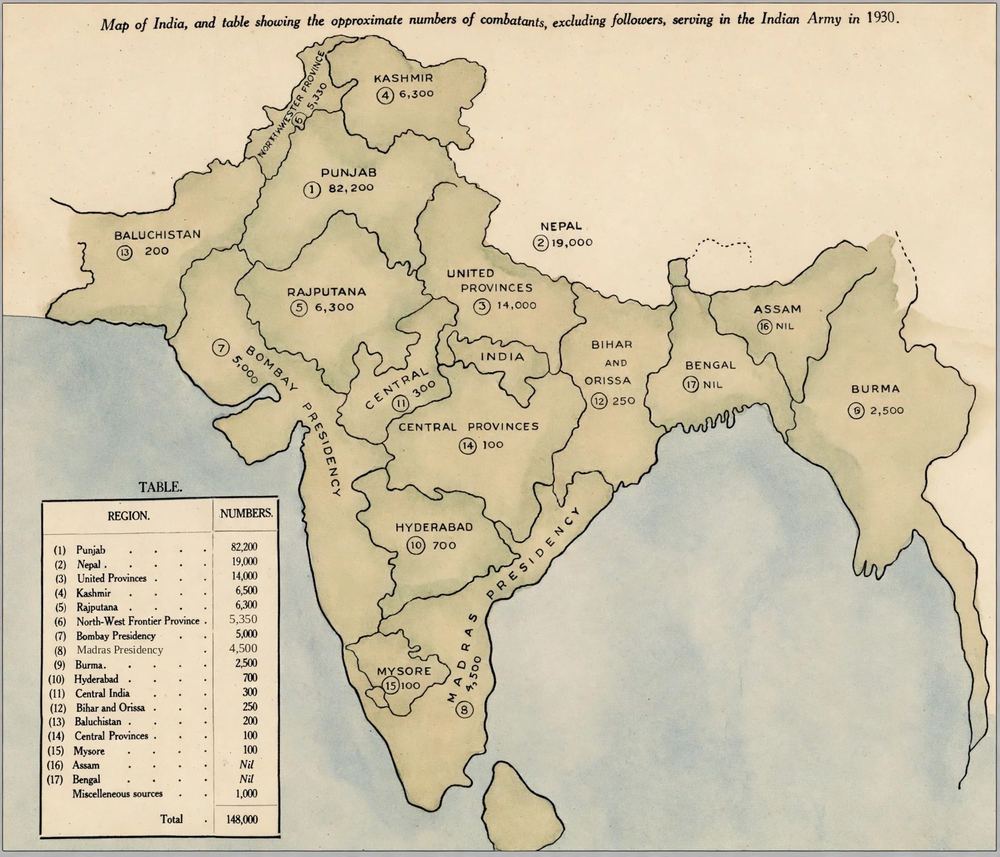 Map of India, and table showing the opproximate numbers of combatants, excluding followers, serving in the Indian Army in 1930.
KASHMIR
④ 6,300
NORTHWESTER FROVINCE
5,330
PUNJAB
① 82,200
NEPAL
② 19,000
BALUCHISTAN
⑬ 200
UNITED
PROVINCES
③ 14,000
RAJPUTANA
⑤ 6,300
ASSAM
⑯ NIL
BIHAR
AND
ORISSA
⑫ 250
INDIA
CENTRAL
⑪ 300
BENGAL
⑰ NIL
BURMA
⑨ 2,500
⑦
5,000
BOMBAY PRESIDENCY
CENTRAL PROVINCES
⑭ 100
HYDERABAD
⑩ 700
MADRAS PRESIDENCY
4,500
⑧
MYSORE
⑮ 100
TABLE.
REGION. NUMBERS.
(1) Punjab . . . . 82,200
(2) Nepal . . . . 19,000
(3) United Provinces . . . 14,000
(4) Kashmir . . . . 6,500
(5) Rajputana . . . . 6,300
(6) North-West Frontier Province . 5,350
(7) Bombay Presidency . . 5,000
(8) Madras Presidency . 4,500
(9) Burma. . . . . 2,500
(10) Hyderabad . . . . 700
(11) Central India . . . 300
(12) Bihar and Orissa . . . 250
(13) Baluchistan . . . . 200
(14) Central Provinces . . . 100
(15) Mysore . . . . 100
(16) Assam . . . . Nil
(17) Bengal . . . . Nil
Miscelleneous sources . . 1,000
Total . 148,000